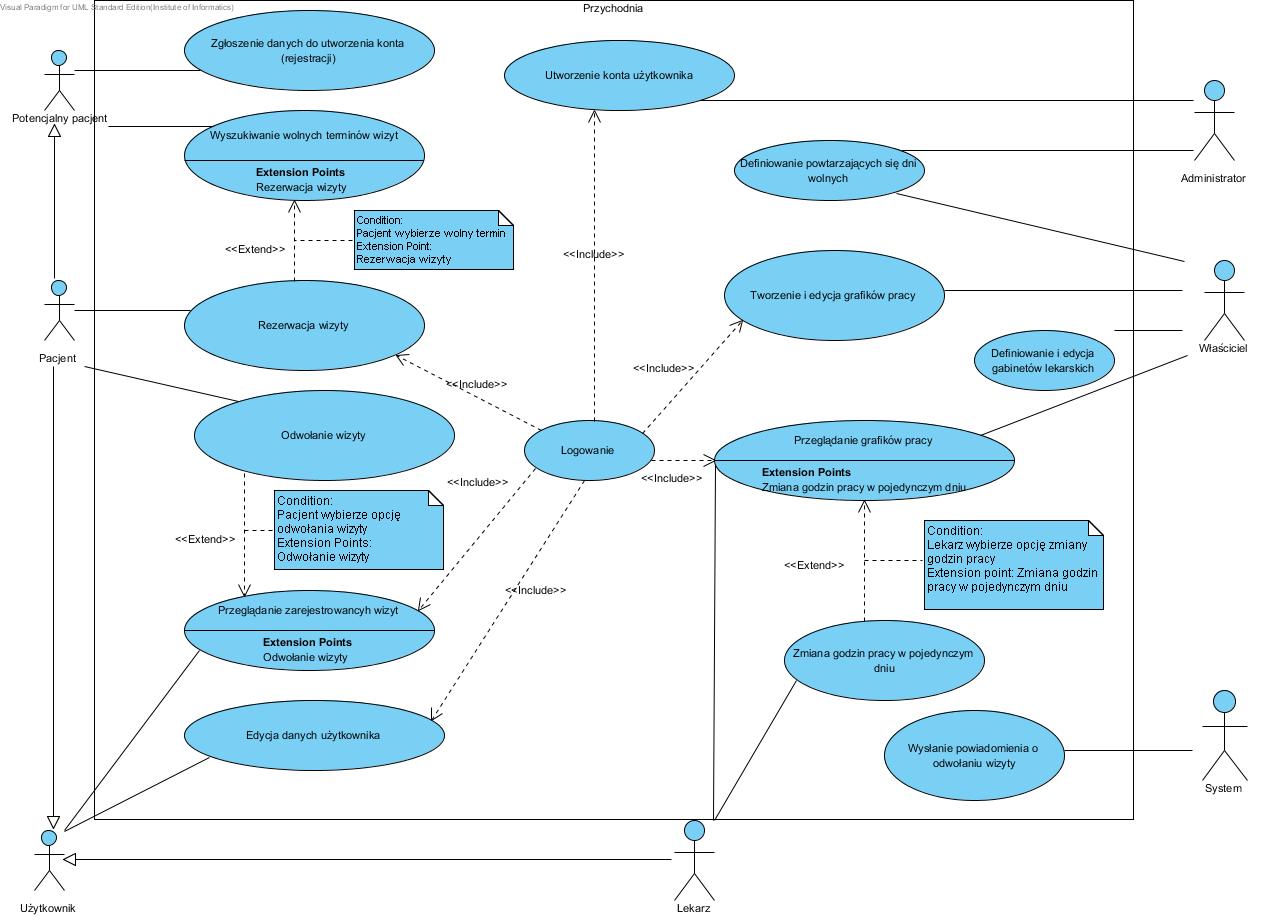 Visual Paradigm for UML Standard Edition(Institute of Informatics)
Przychodnia
Zgłoszenie danych do utworzenia konta
(rejestracji)
Utworzenie konta użytkownika
Potencjalny pacjent
Wyszukiwanie wolnych terminów wizyt
Extension Points
Rezerwacja wizyty
Definiowanie powtarzających się dni
wolnych
Administrator
Condition:
Pacjent wybierze wolny termin
Extension Point:
Rezerwacja wizyty
<<Extend>>
<<Include>>
Rezerwacja wizyty
Tworzenie i edycja grafików pracy
Pacjent
Właściciel
Definiowanie i edycja
gabinetów lekarskich
<<Include>>
<<Include>>
Odwołanie wizyty
Logowanie
Przeglądanie grafików pracy
Extension Points
Zmiana godzin pracy w pojedynczym dniu
<<Include>>
<<Include>>
Condition:
Pacjent wybierze opcję
odwołania wizyty
Extension Points:
Odwołanie wizyty
<<Extend>>
Condition:
Lekarz wybierze opcję zmiany
godzin pracy
Extension point: Zmiana godzin
pracy w pojedynczym dniu
<<Extend>>
<<Include>>
Przeglądanie zarejestrowancyh wizyt
Extension Points
Odwołanie wizyty
Zmiana godzin pracy w pojedynczym
dniu
Edycja danych użytkownika
Wysłanie powiadomienia o
odwołaniu wizyty
System
Użytkownik
Lekarz